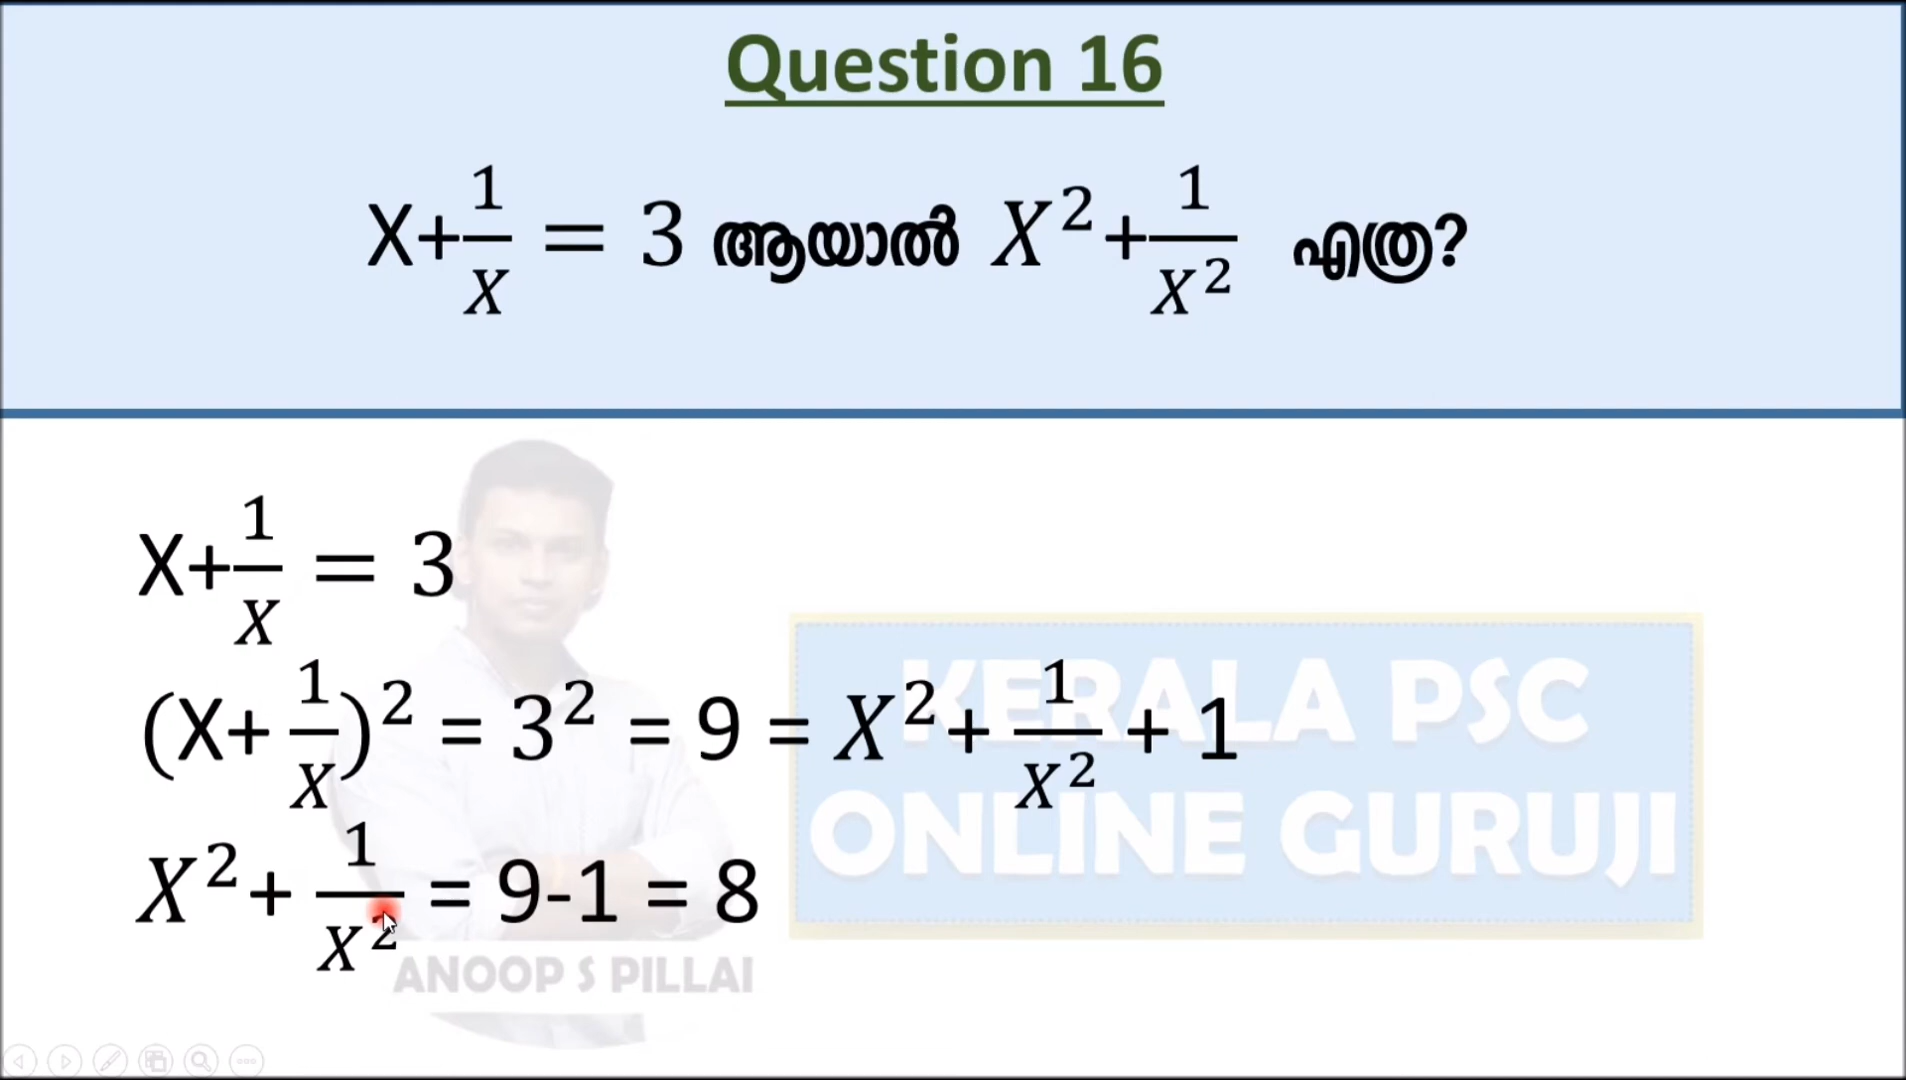 Question 16
X+1/X = 3 ആയാൽ X²+1/X² എത്ര?
X+1/X = 3
(X+ 1/X)² = 3² = 9 = X²+ 1/X² + 1
X²+ 1/X² = 9-1 = 8
KERALA PSC
ONLINE GURUJI
ANOOP S PILLAI